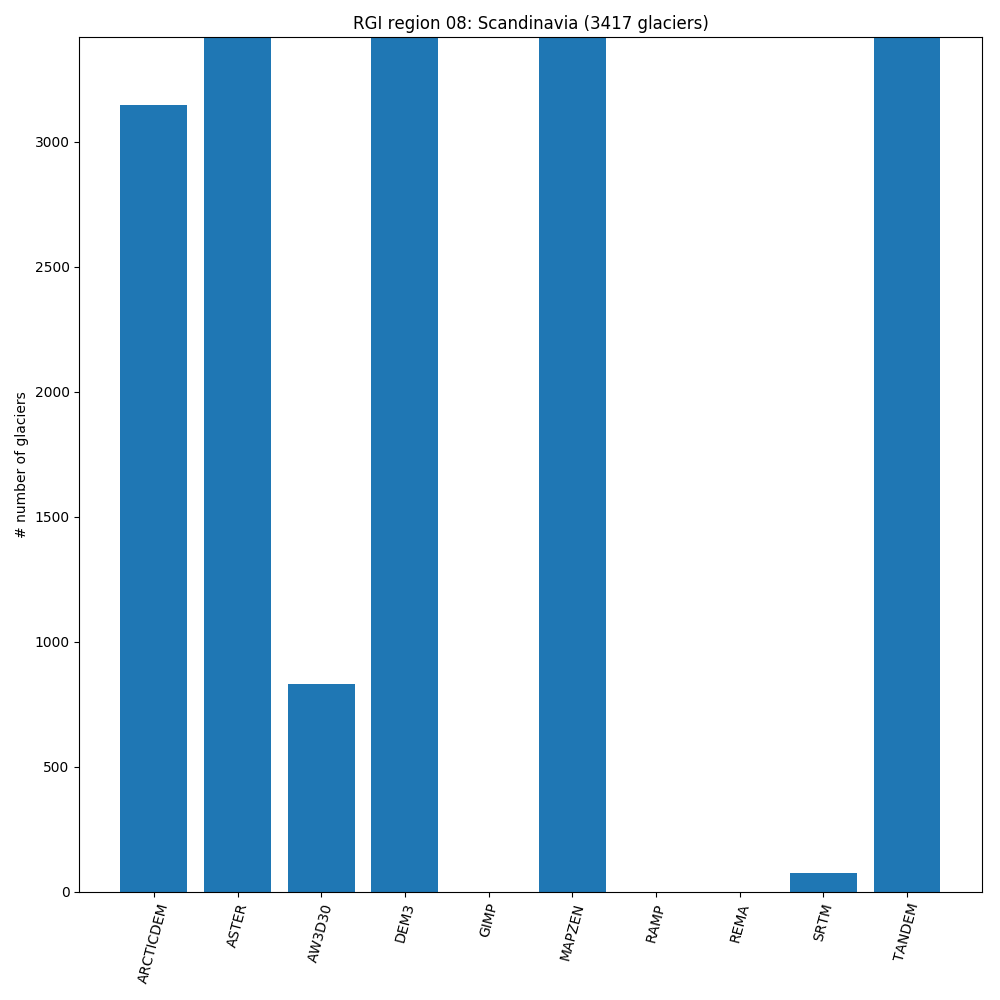 RGI region 08: Scandinavia (3417 glaciers)
# number of glaciers
3000
2500
2000
1500
1000
500
0
ARCTICDEM
ASTER
AW3D30
DEM3
GIMP
MAPZEN
RAMP
REMA
SRTM
TANDEM